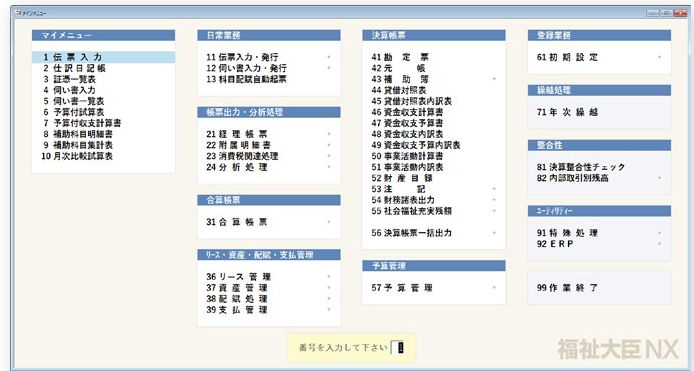 メインメニュー
マイメニュー
1 伝票入力
2 仕訳日記帳
3 証憑一覧表
4 伺い書入力
5 伺い書一覧表
6 予算付試算表
7 予算付収支計算書
8 補助科目明細書
9 補助科目集計表
10 月次比較試算表
日常業務
11 伝票入力・発行
12 伺い書入力・発行
13 科目配賦自動起票
帳票出力・分析処理
21 経理帳票
22 附属明細書
23 消費税関連処理
24 分析処理
合算帳票
31 合算帳票
リース・資産・配賦・支払管理
36 リース管理
37 資産管理
38 配賦処理
39 支払管理
決算帳票
41 勘定票
42 元帳
43 補助簿
44 貸借対照表
45 貸借対照表内訳表
46 資金収支計算書
47 資金収支予算書
48 資金収支内訳表
49 資金収支予算内訳表
50 事業活動計算書
51 事業活動内訳表
52 財産目録
53 注記
54 財務諸表出力
55 社会福祉充実残額
56 決算帳票一括出力
予算管理
57 予算管理
登録業務
61 初期設定
繰越処理
71 年次繰越
整合性
81 決算整合性チェック
82 内部取引別残高
ユーティリティー
91 特殊処理
92 ERP
99 作業終了
番号を入力して下さい
福祉大臣NX